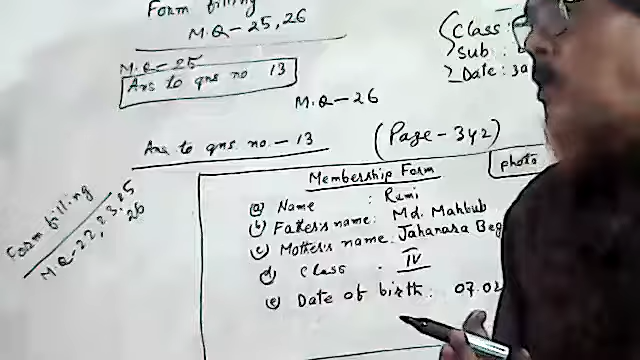 Form filling
M.Q-25,26
M.Q-25
Ans to qns no. 13
M.Q-26
Class:
Sub:
Date: 30
Ans to qns. no.-13
(Page-342)
Form filling
M.Q-22,23,25
26
Membership Form
photo
(a) Name : Rumi
(b) Father's name: Md. Mahbub
(c) Mother's name: Jahanara Beg
(d) Class : IV
(e) Date of birth: 07.02